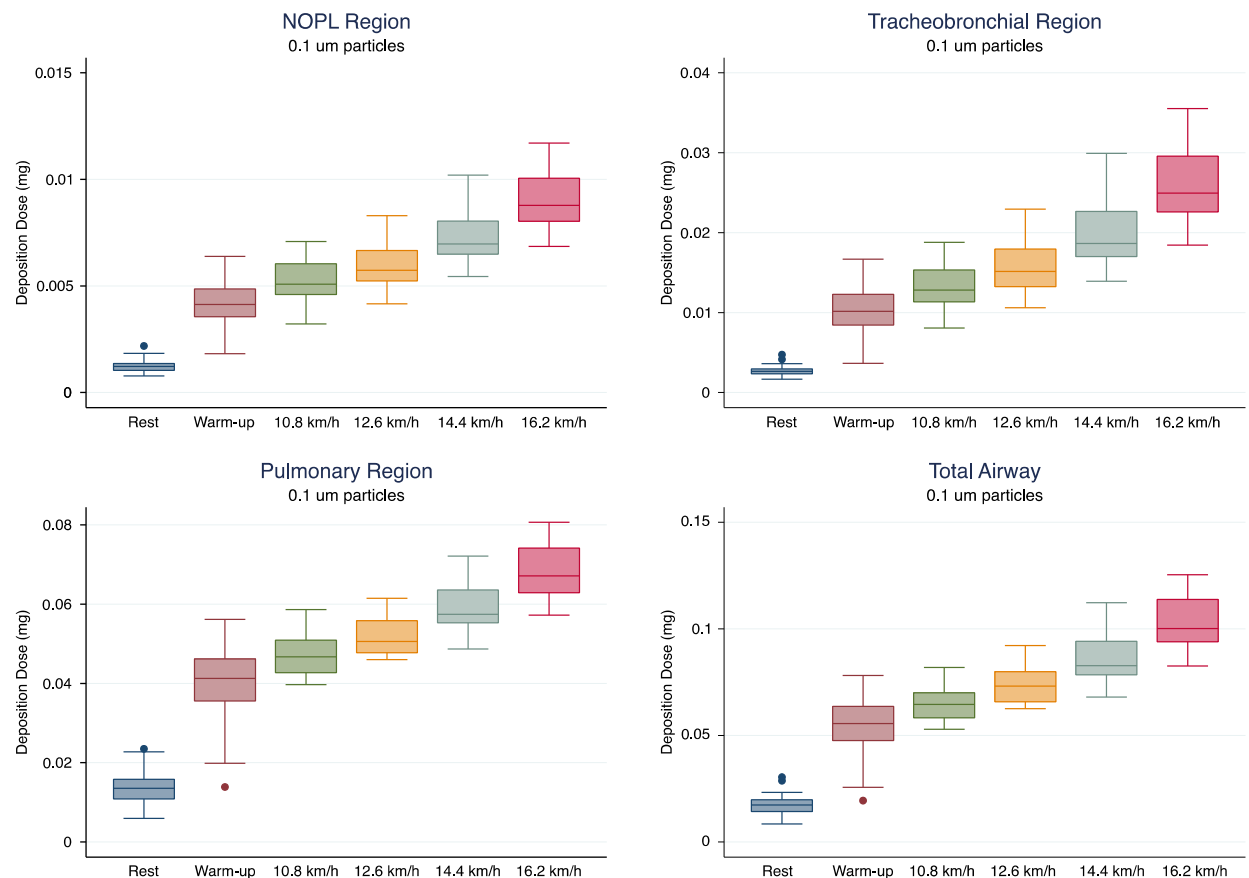 NOPL Region
0.1 um particles
Deposition Dose (mg)
0.015
0.01
0.005
0
Rest Warm-up 10.8 km/h 12.6 km/h 14.4 km/h 16.2 km/h
Tracheobronchial Region
0.1 um particles
Deposition Dose (mg)
0.04
0.03
0.02
0.01
0
Rest Warm-up 10.8 km/h 12.6 km/h 14.4 km/h 16.2 km/h
Pulmonary Region
0.1 um particles
Deposition Dose (mg)
0.08
0.06
0.04
0.02
0
Rest Warm-up 10.8 km/h 12.6 km/h 14.4 km/h 16.2 km/h
Total Airway
0.1 um particles
Deposition Dose (mg)
0.15
0.1
0.05
0
Rest Warm-up 10.8 km/h 12.6 km/h 14.4 km/h 16.2 km/h